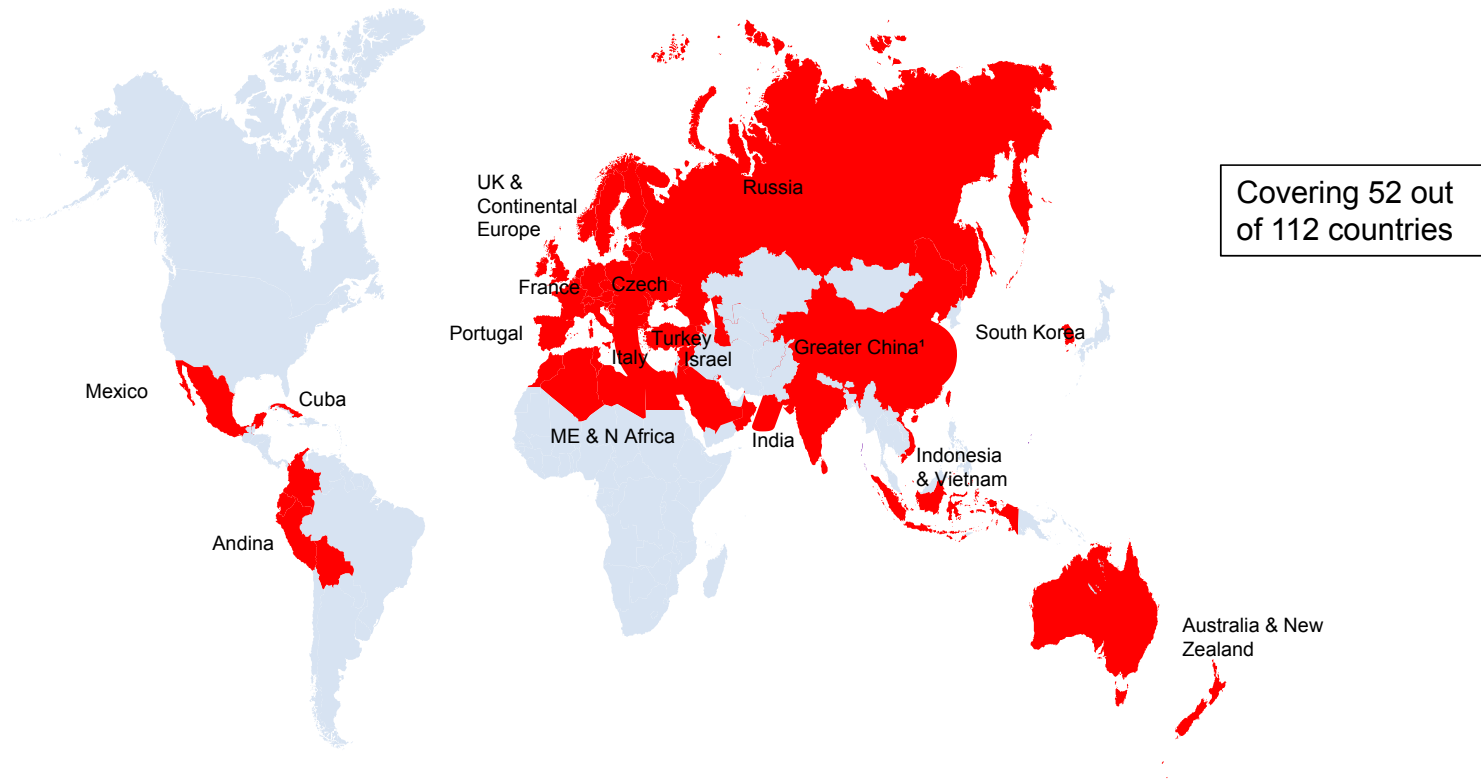 Covering 52 out
of 112 countries
UK &
Continental
Europe
Russia
France
Czech
Portugal
Turkey
Italy
Israel
Greater China¹
South Korea
Mexico
Cuba
ME & N Africa
India
Indonesia
& Vietnam
Andina
Australia & New
Zealand